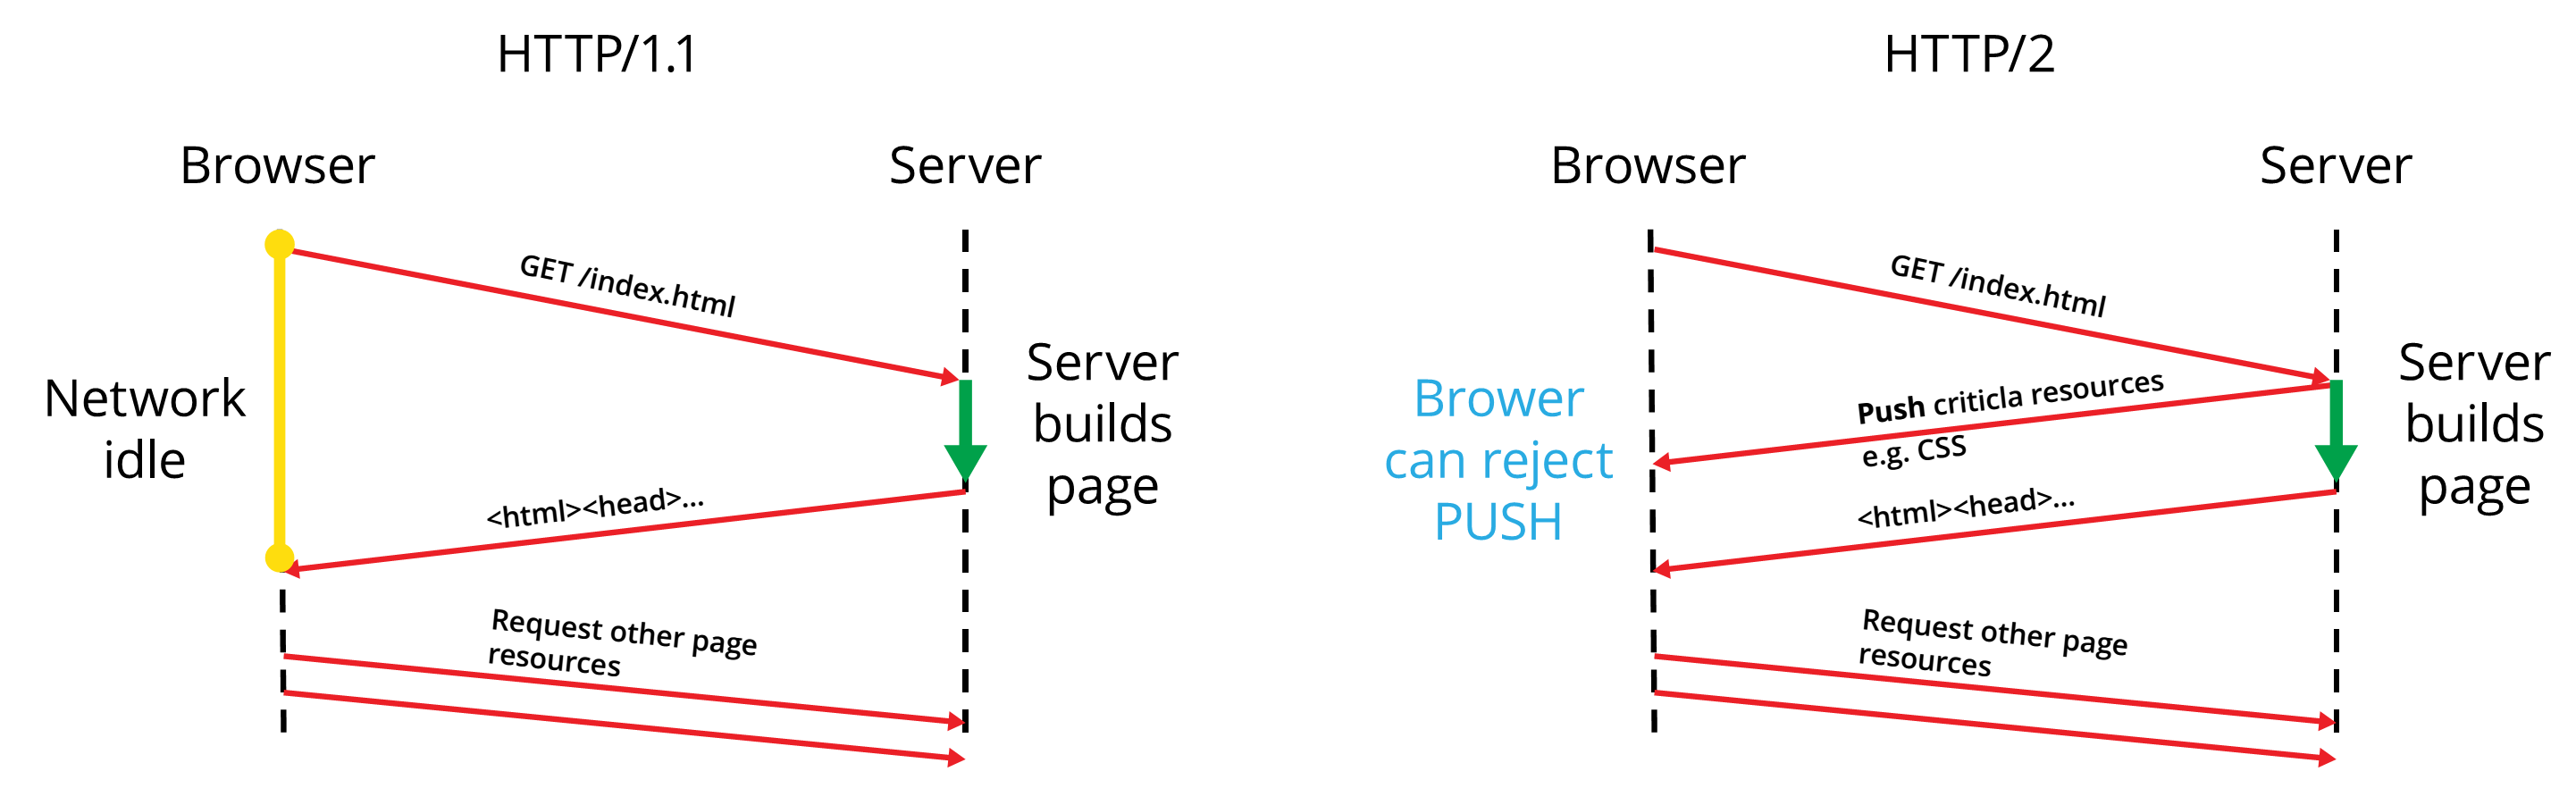 HTTP/1.1
Browser
Server
GET /index.html
Network
idle
Server
builds
page
<html><head>...
Request other page
resources
HTTP/2
Browser
Server
GET /index.html
Brower
can reject
PUSH
Push criticla resources
e.g. CSS
Server
builds
page
<html><head>...
Request other page
resources